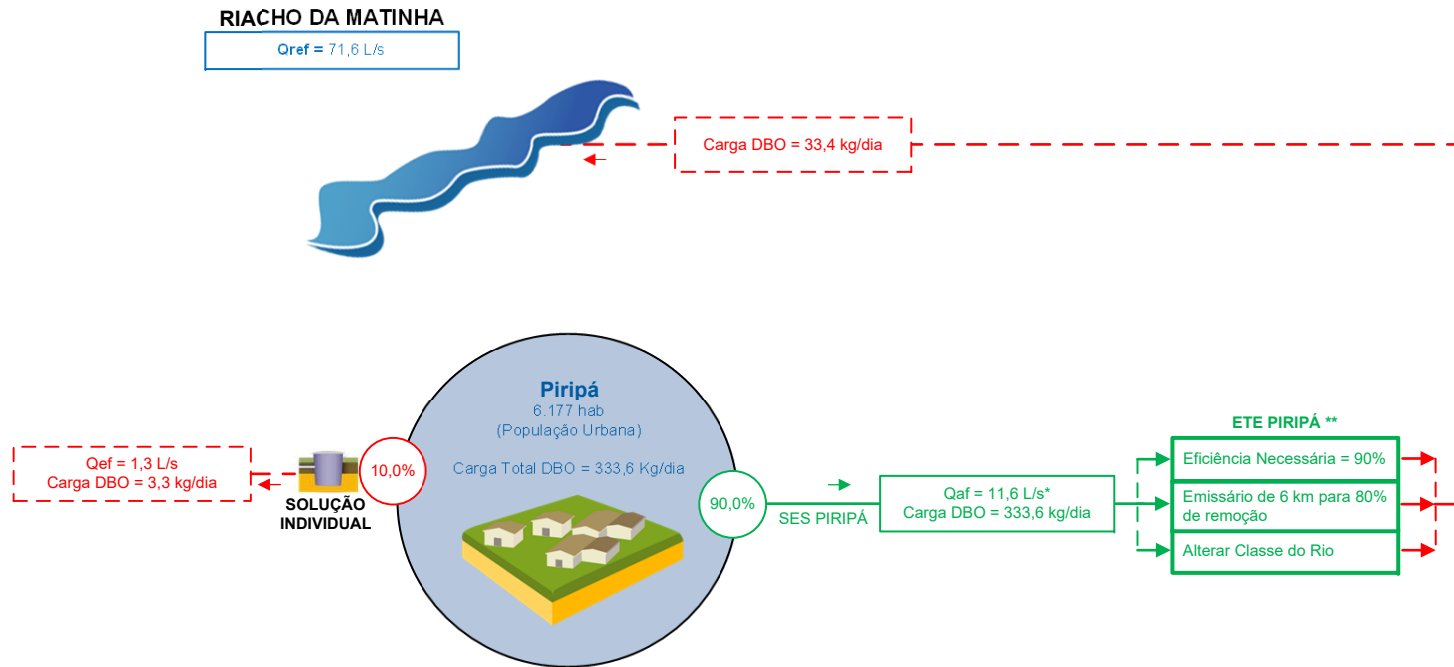 RIACHO DA MATINHA
Qref = 71,6 L/s
Carga DBO = 33,4 kg/dia
Piripá
6.177 hab
(População Urbana)
Carga Total DBO = 333,6 Kg/dia
Qef = 1,3 L/s
Carga DBO = 3,3 kg/dia
SOLUÇÃO
INDIVIDUAL
10,0%
90,0%
SES PIRIPÁ
Qaf = 11,6 L/s*
Carga DBO = 333,6 kg/dia
ETE PIRIPÁ **
Eficiência Necessária = 90%
Emissário de 6 km para 80%
de remoção
Alterar Classe do Rio